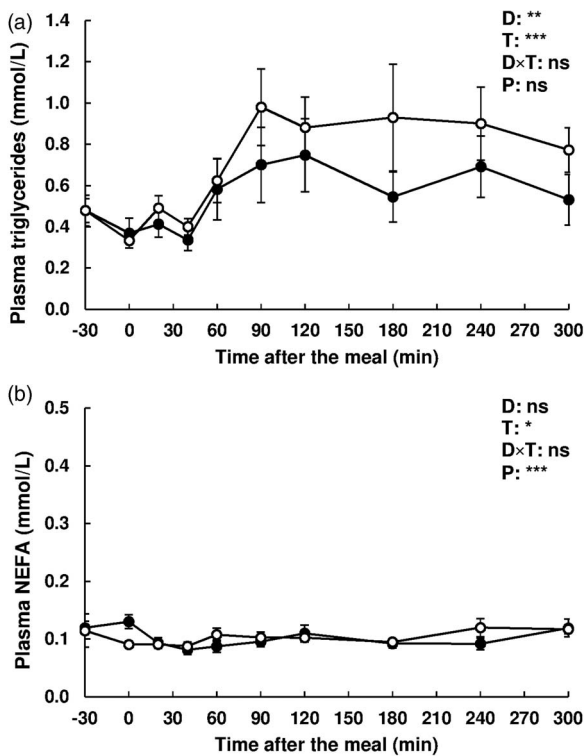 (a)
Plasma triglycerides (mmol/L)
1.4
1.2
1.0
0.8
0.6
0.4
0.2
0.0
D: **
T: ***
D×T: ns
P: ns
-30 0 30 60 90 120 150 180 210 240 270 300
Time after the meal (min)
(b)
Plasma NEFA (mmol/L)
0.5
0.4
0.3
0.2
0.1
0.0
D: ns
T: *
D×T: ns
P: ***
-30 0 30 60 90 120 150 180 210 240 270 300
Time after the meal (min)